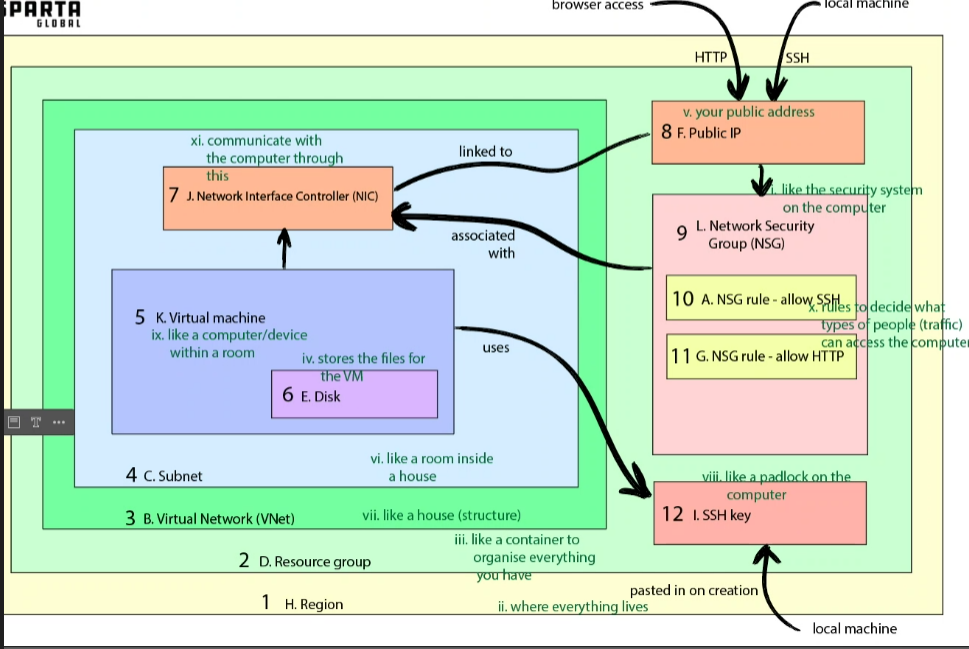 SPARTA
GLOBAL
browser access
local machine
HTTP
SSH
v. your public address
8 F. Public IP
xi. communicate with
the computer through
this
7 J. Network Interface Controller (NIC)
linked to
i. like the security system
on the computer
9 L. Network Security
Group (NSG)
associated
with
10 A. NSG rule - allow SSH
x. rules to decide what
types of people (traffic)
can access the computer
11 G. NSG rule - allow HTTP
5 K. Virtual machine
ix. like a computer/device
within a room
iv. stores the files for
the VM
6 E. Disk
uses
4 C. Subnet
vi. like a room inside
a house
viii. like a padlock on the
computer
12 I. SSH key
3 B. Virtual Network (VNet)
vii. like a house (structure)
2 D. Resource group
iii. like a container to
organise everything
you have
pasted in on creation
1 H. Region
ii. where everything lives
local machine
T